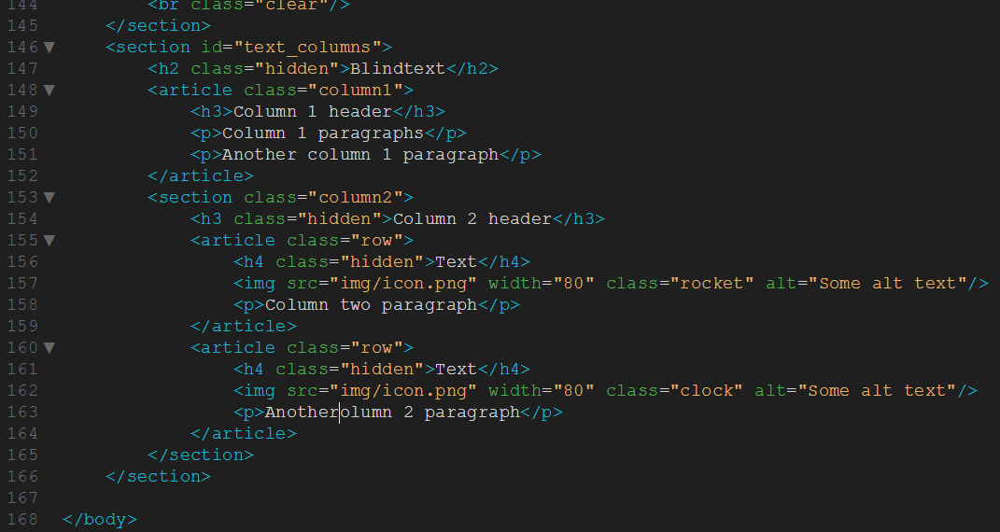 144 <br class="clear"/>
145 </section>
146 ▼ <section id="text_columns">
147 <h2 class="hidden">Blindtext</h2>
148 ▼ <article class="column1">
149 <h3>Column 1 header</h3>
150 <p>Column 1 paragraphs</p>
151 <p>Another column 1 paragraph</p>
152 </article>
153 ▼ <section class="column2">
154 <h3 class="hidden">Column 2 header</h3>
155 ▼ <article class="row">
156 <h4 class="hidden">Text</h4>
157 <img src="img/icon.png" width="80" class="rocket" alt="Some alt text"/>
158 <p>Column two paragraph</p>
159 </article>
160 ▼ <article class="row">
161 <h4 class="hidden">Text</h4>
162 <img src="img/icon.png" width="80" class="clock" alt="Some alt text"/>
163 <p>Anotherolumn 2 paragraph</p>
164 </article>
165 </section>
166 </section>
167
168 </body>